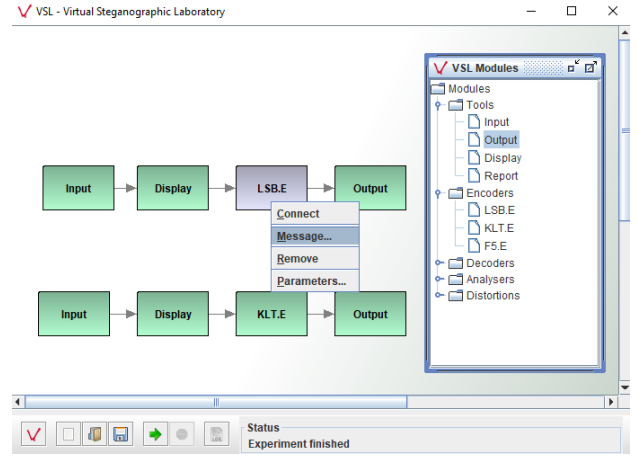 VSL - Virtual Steganographic Laboratory
VSL Modules
Modules
Tools
Input
Output
Display
Report
Encoders
LSB.E
KLT.E
F5.E
Decoders
Analysers
Distortions
Input
Display
LSB.E
Output
Connect
Message...
Remove
Parameters...
Input
Display
KLT.E
Output
LOG
Status
Experiment finished